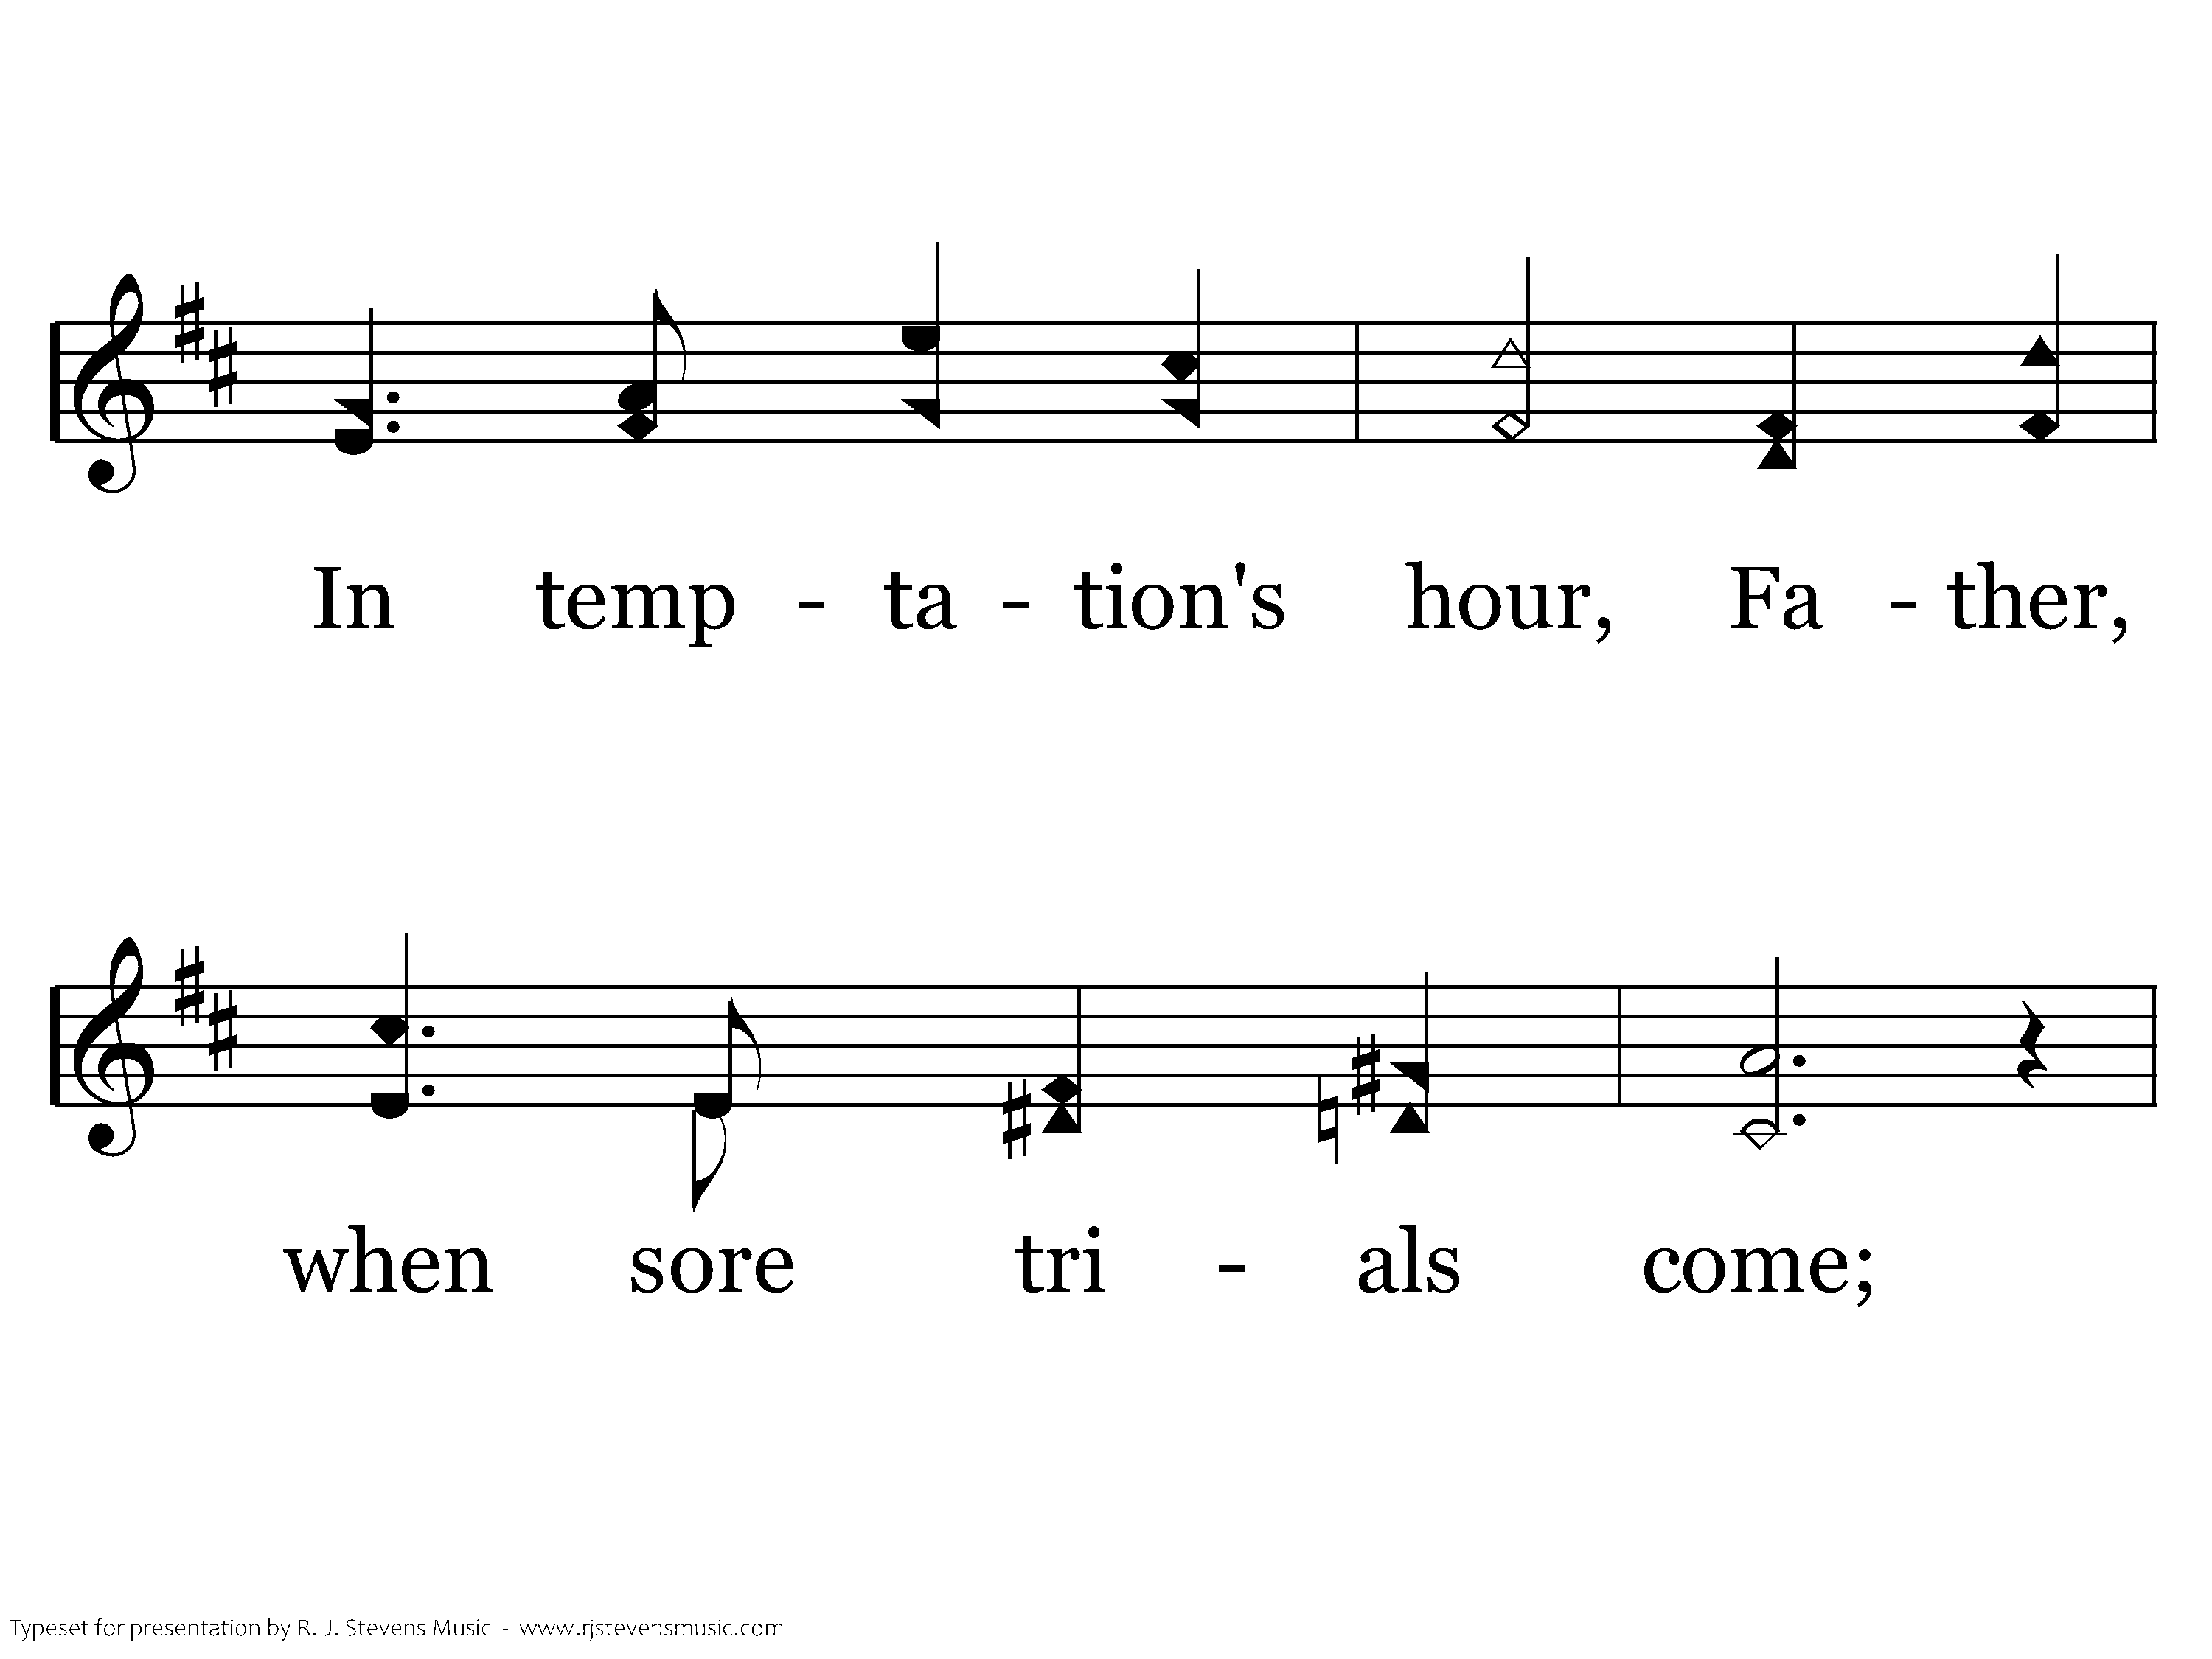 In temp - ta - tion's hour, Fa - ther,
when sore tri - als come;
Typeset for presentation by R. J. Stevens Music - www.rjstevensmusic.com